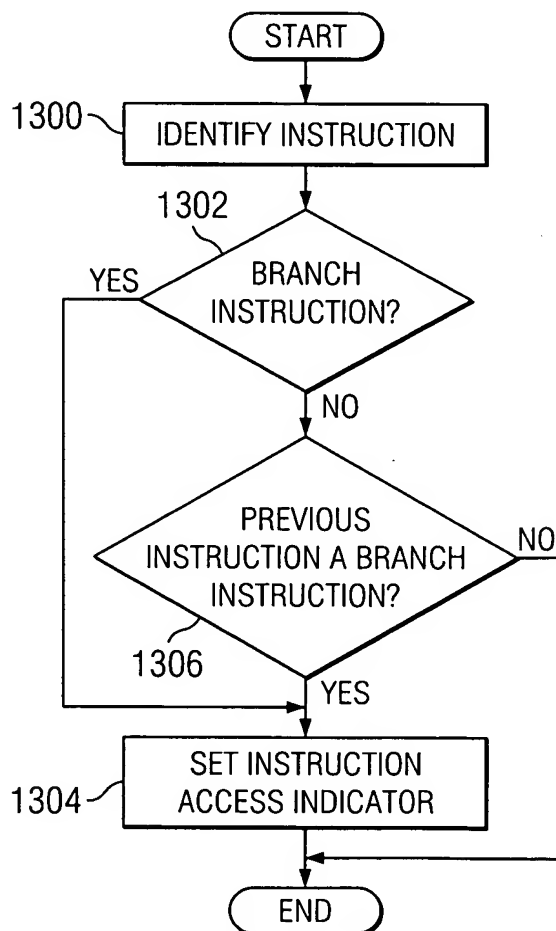 START
1300
IDENTIFY INSTRUCTION
1302
YES
BRANCH
INSTRUCTION?
NO
PREVIOUS
INSTRUCTION A BRANCH
INSTRUCTION?
NO
1306
YES
1304
SET INSTRUCTION
ACCESS INDICATOR
END